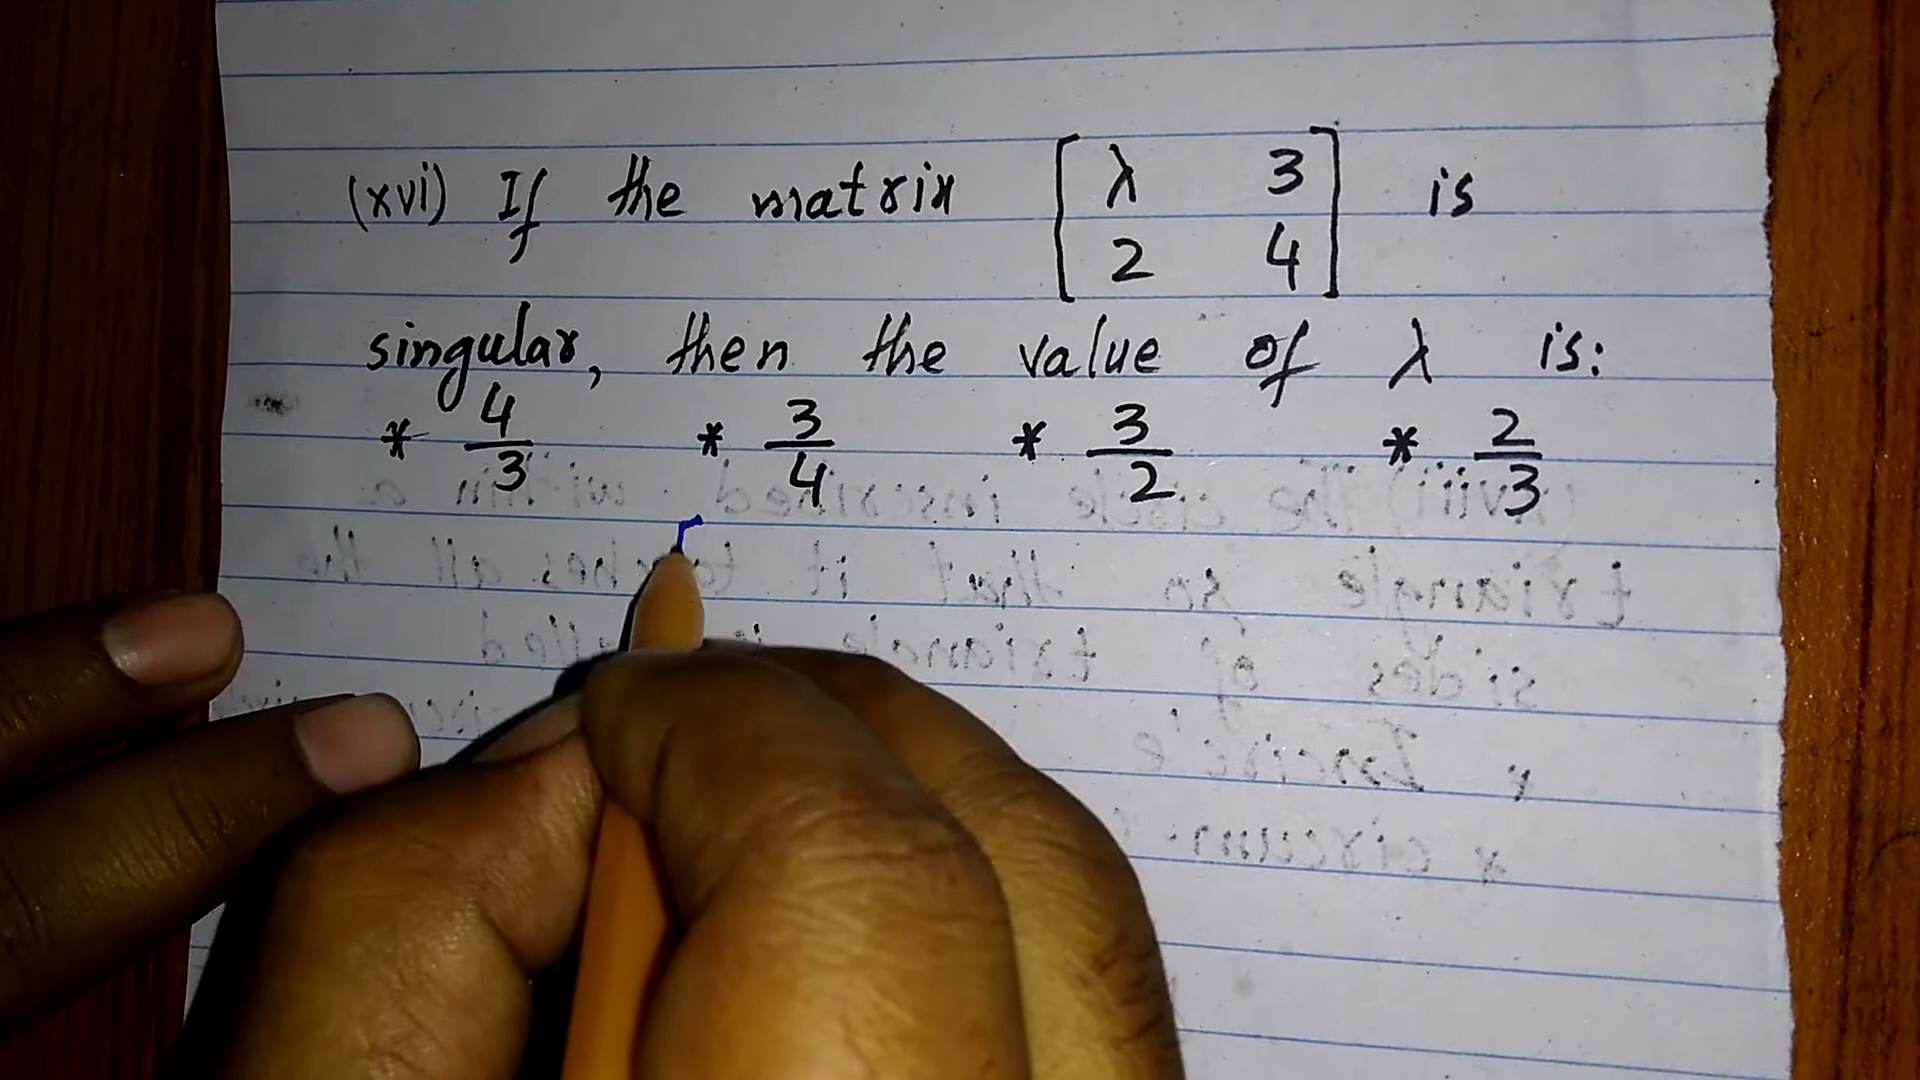 (xvi) If the matrix [λ 3
2 4] is
singular, then the value of λ is:
* 4/3 * 3/4 * 3/2 * 2/3